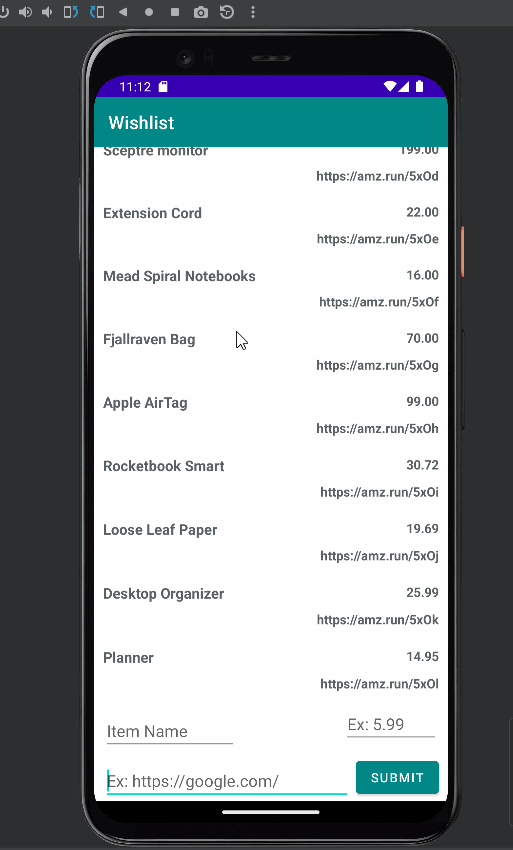 11:12
Wishlist
Sceptre monitor 199.00
https://amz.run/5xOd
Extension Cord 22.00
https://amz.run/5xOe
Mead Spiral Notebooks 16.00
https://amz.run/5xOf
Fjallraven Bag 70.00
https://amz.run/5xOg
Apple AirTag 99.00
https://amz.run/5xOh
Rocketbook Smart 30.72
https://amz.run/5xOi
Loose Leaf Paper 19.69
https://amz.run/5xOj
Desktop Organizer 25.99
https://amz.run/5xOk
Planner 14.95
https://amz.run/5xOl
Item Name Ex: 5.99
Ex: https://google.com/ SUBMIT